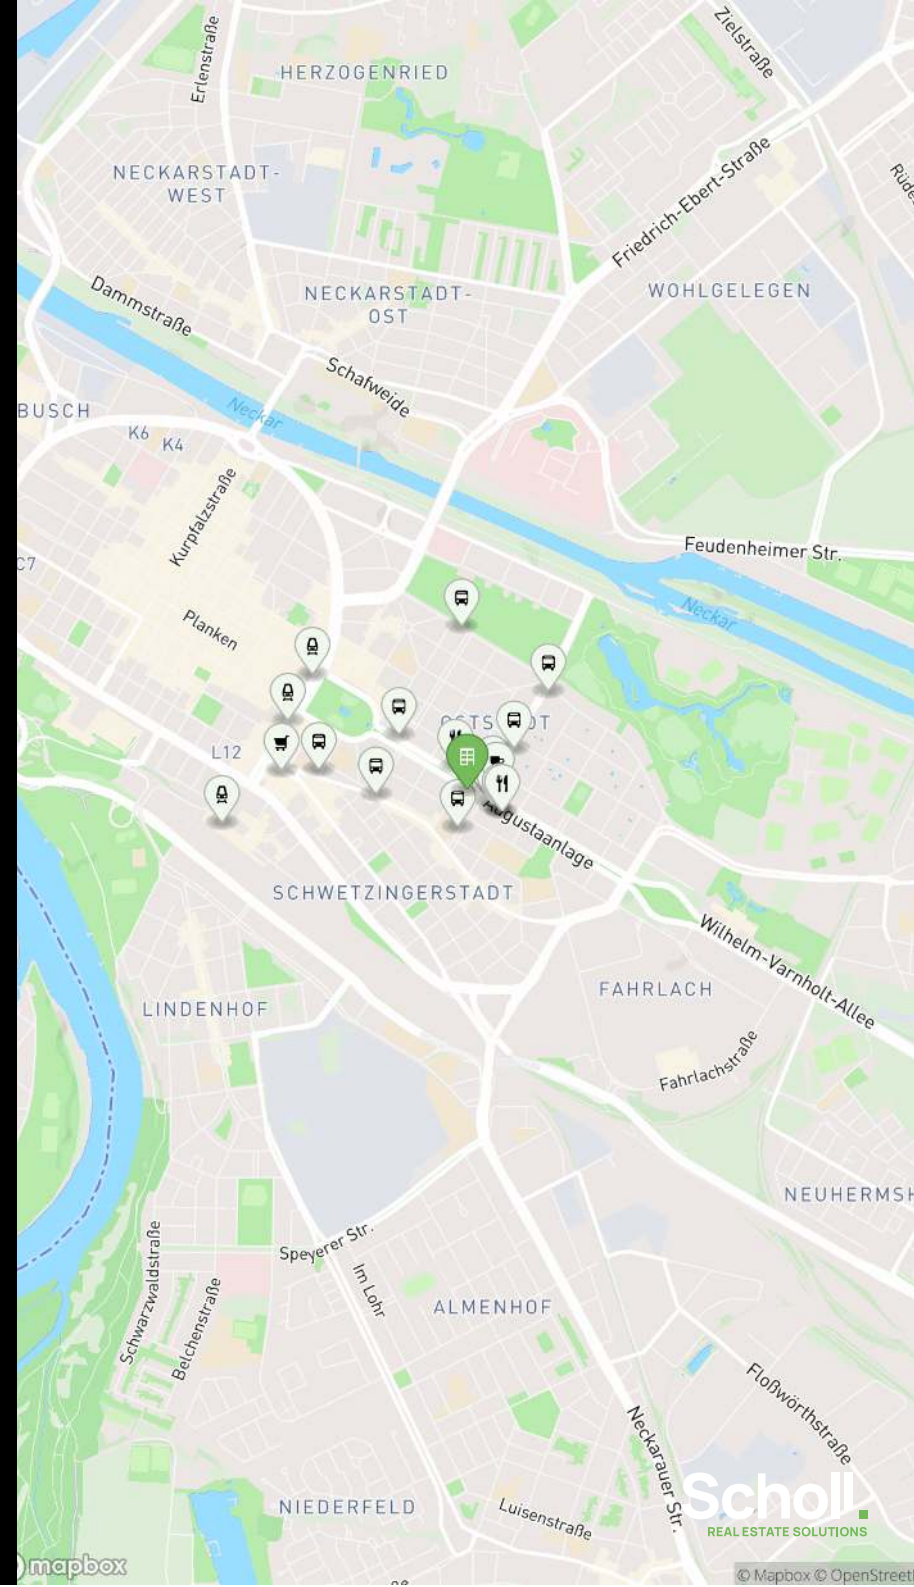 Zielstraße
Erlenstraße
HERZOGENRIED
Friedrich-Ebert-Straße
NECKARSTADT-
WEST
Dammstraße
NECKARSTADT-
OST
WOHLGELEGEN
Schafweide
BUSCH
Neckar
K6
K4
Kurpfalzstraße
C7
Feudenheimer Str.
Neckar
Planken
L12
Augustaanlage
SCHWETZINGERSTADT
Wilhelm-Varnholt-Allee
FAHRLACH
LINDENHOF
Fahrlachstraße
Schwarzwaldstraße
Speyerer Str.
Im Lohr
Belchenstraße
ALMENHOF
Floßwörthstraße
Neckarauer Str.
NIEDERFELD
Luisenstraße
Scholl.
REAL ESTATE SOLUTIONS
mapbox
© Mapbox ©